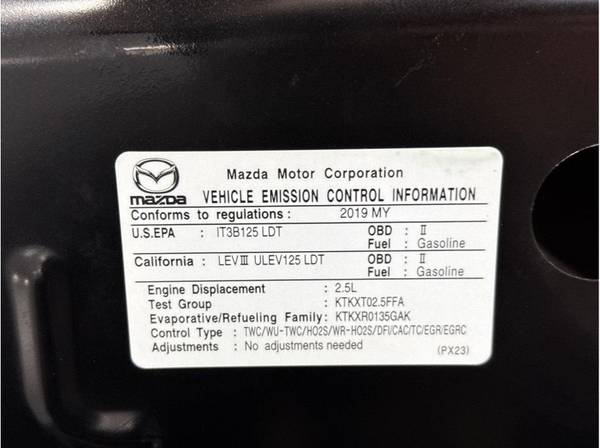 Mazda Motor Corporation
mazda VEHICLE EMISSION CONTROL INFORMATION
Conforms to regulations : 2019 MY
U.S.EPA : IT3B125 LDT OBD : II
Fuel : Gasoline
California : LEVIII ULEV125 LDT OBD : II
Fuel : Gasoline
Engine Displacement : 2.5L
Test Group : KTKXT02.5FFA
Evaporative/Refueling Family: KTKXR0135GAK
Control Type : TWC/WU-TWC/HO2S/WR-HO2S/DFI/CAC/TC/EGR/EGRC
Adjustments : No adjustments needed
(PX23)